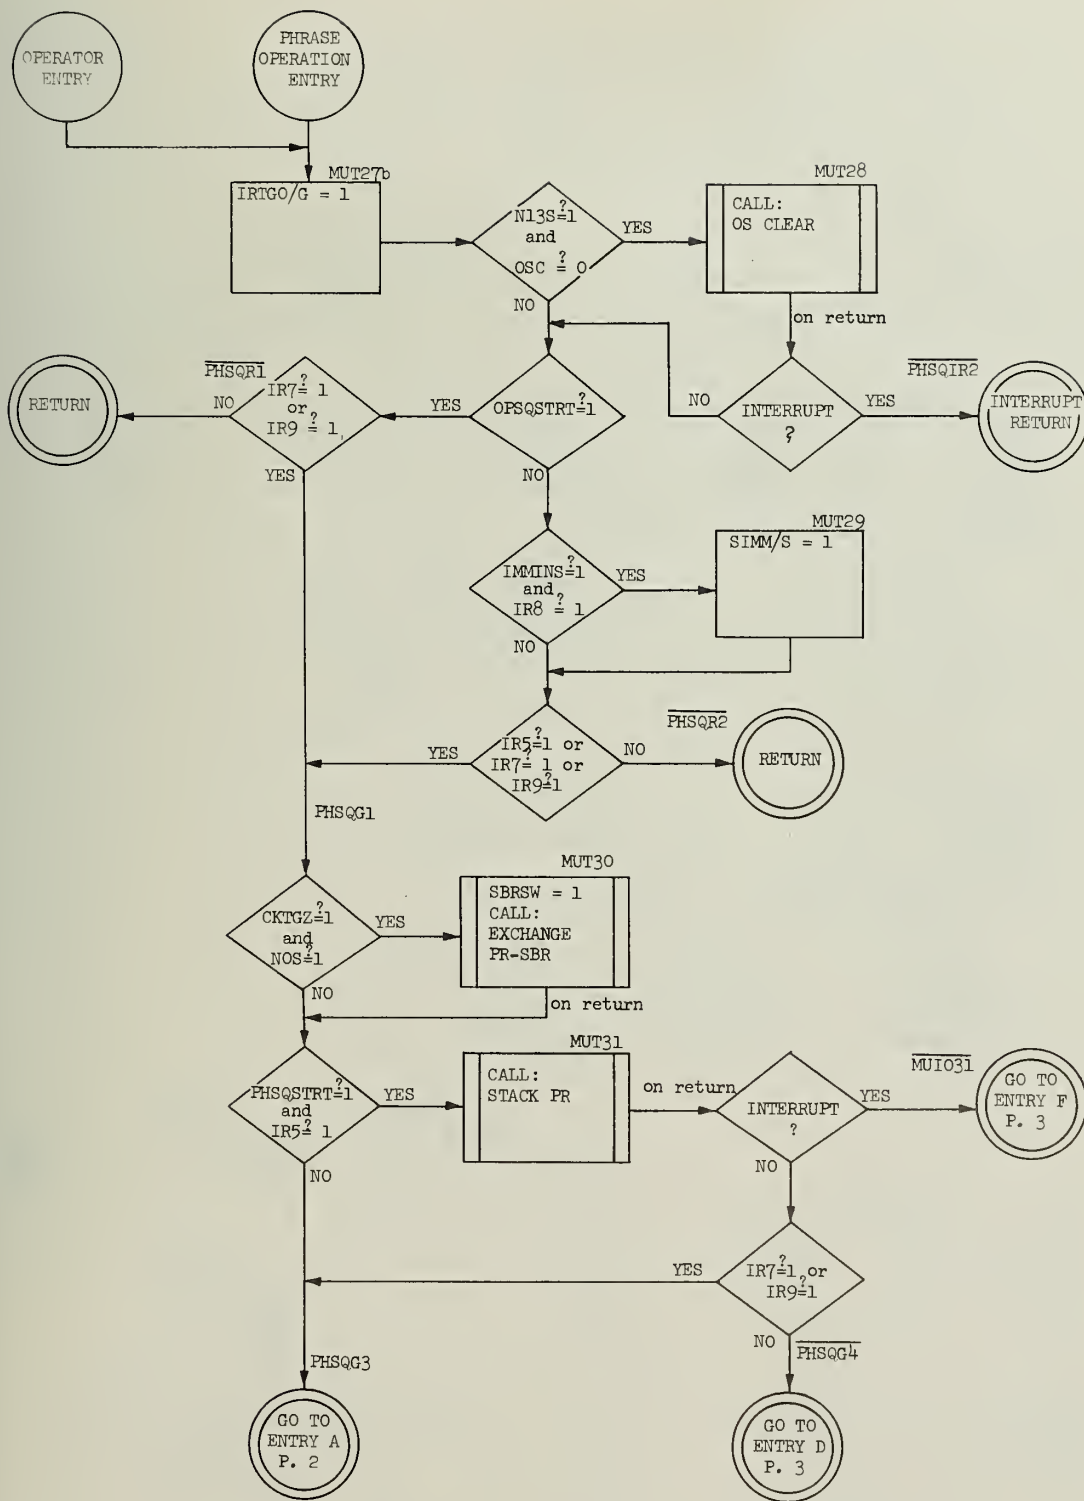 OPERATOR
ENTRY
PHRASE
OPERATION
ENTRY
MUT27b
IRTGO/G = 1
N13S≟1
and
OSC ≟ 0
YES
NO
MUT28
CALL:
OS CLEAR
on return
PHSQIR2
INTERRUPT
?
NO
YES
INTERRUPT
RETURN
OPSQSTRT≟1
YES
NO
PHSQR1
IR7≟ 1
or
IR9 ≟ 1
NO
YES
RETURN
IMMINS≟1
and
IR8 ≟ 1
YES
NO
MUT29
SIMM/S = 1
IR5≟1 or
IR7≟ 1 or
IR9≟1
YES
NO
PHSQR2
RETURN
PHSQG1
CKTGZ≟1
and
NOS≟1
YES
NO
MUT30
SBRSW = 1
CALL:
EXCHANGE
PR-SBR
on return
PHSQSTRT≟1
and
IR5≟ 1
YES
NO
MUT31
CALL:
STACK PR
on return
INTERRUPT
?
YES
NO
MUIO31
GO TO
ENTRY F
P. 3
IR7≟1 or
IR9≟1
YES
NO
PHSQG3
PHSQG4
GO TO
ENTRY A
P. 2
GO TO
ENTRY D
P. 3